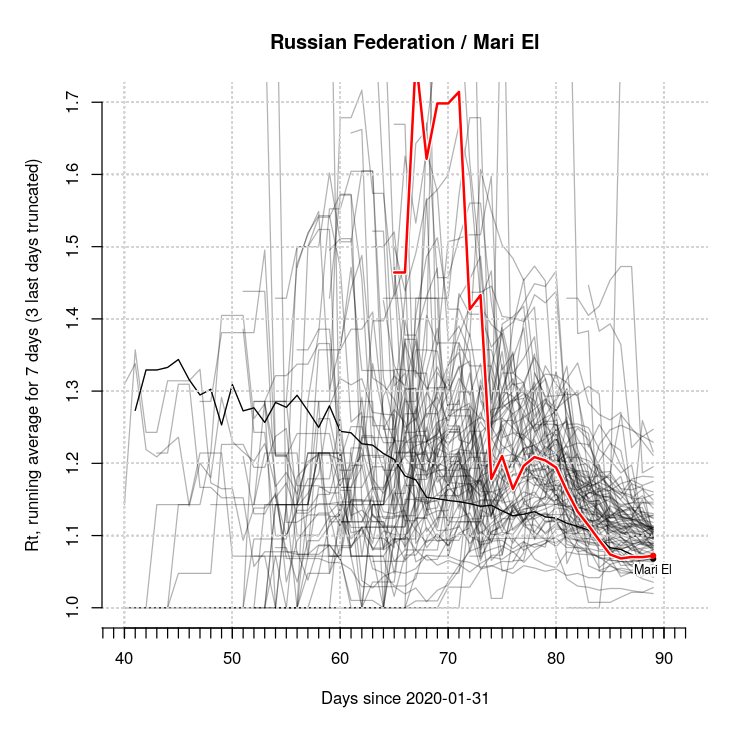 Russian Federation / Mari El
Rt, running average for 7 days (3 last days truncated)
1.7
1.6
1.5
1.4
1.3
1.2
1.1
1.0
Mari El
40 50 60 70 80 90
Days since 2020-01-31